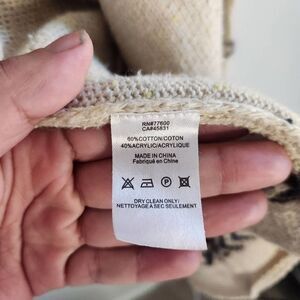 RN#77600
CA#45831
60%COTTON/COTON
40%ACRYLIC/ACRYLIQUE
MADE IN CHINA
Fabriqué en Chine
DRY CLEAN ONLY/
NETTOYAGE A SEC SEULEMENT